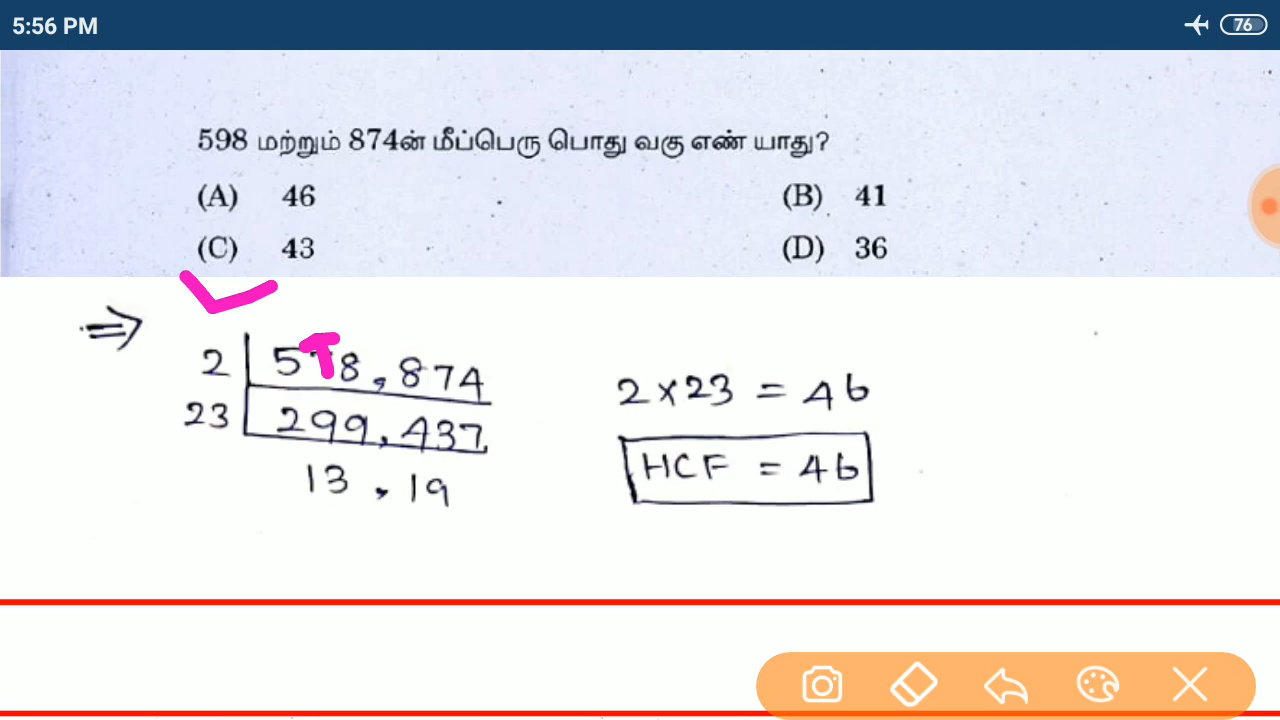 5:56 PM
76
598 மற்றும் 874ன் மீப்பெரு பொது வகு எண் யாது?
(A) 46 (B) 41
(C) 43 (D) 36
⇒
2 | 598, 874
23 | 299, 437
13, 19
2 × 23 = 46
HCF = 46